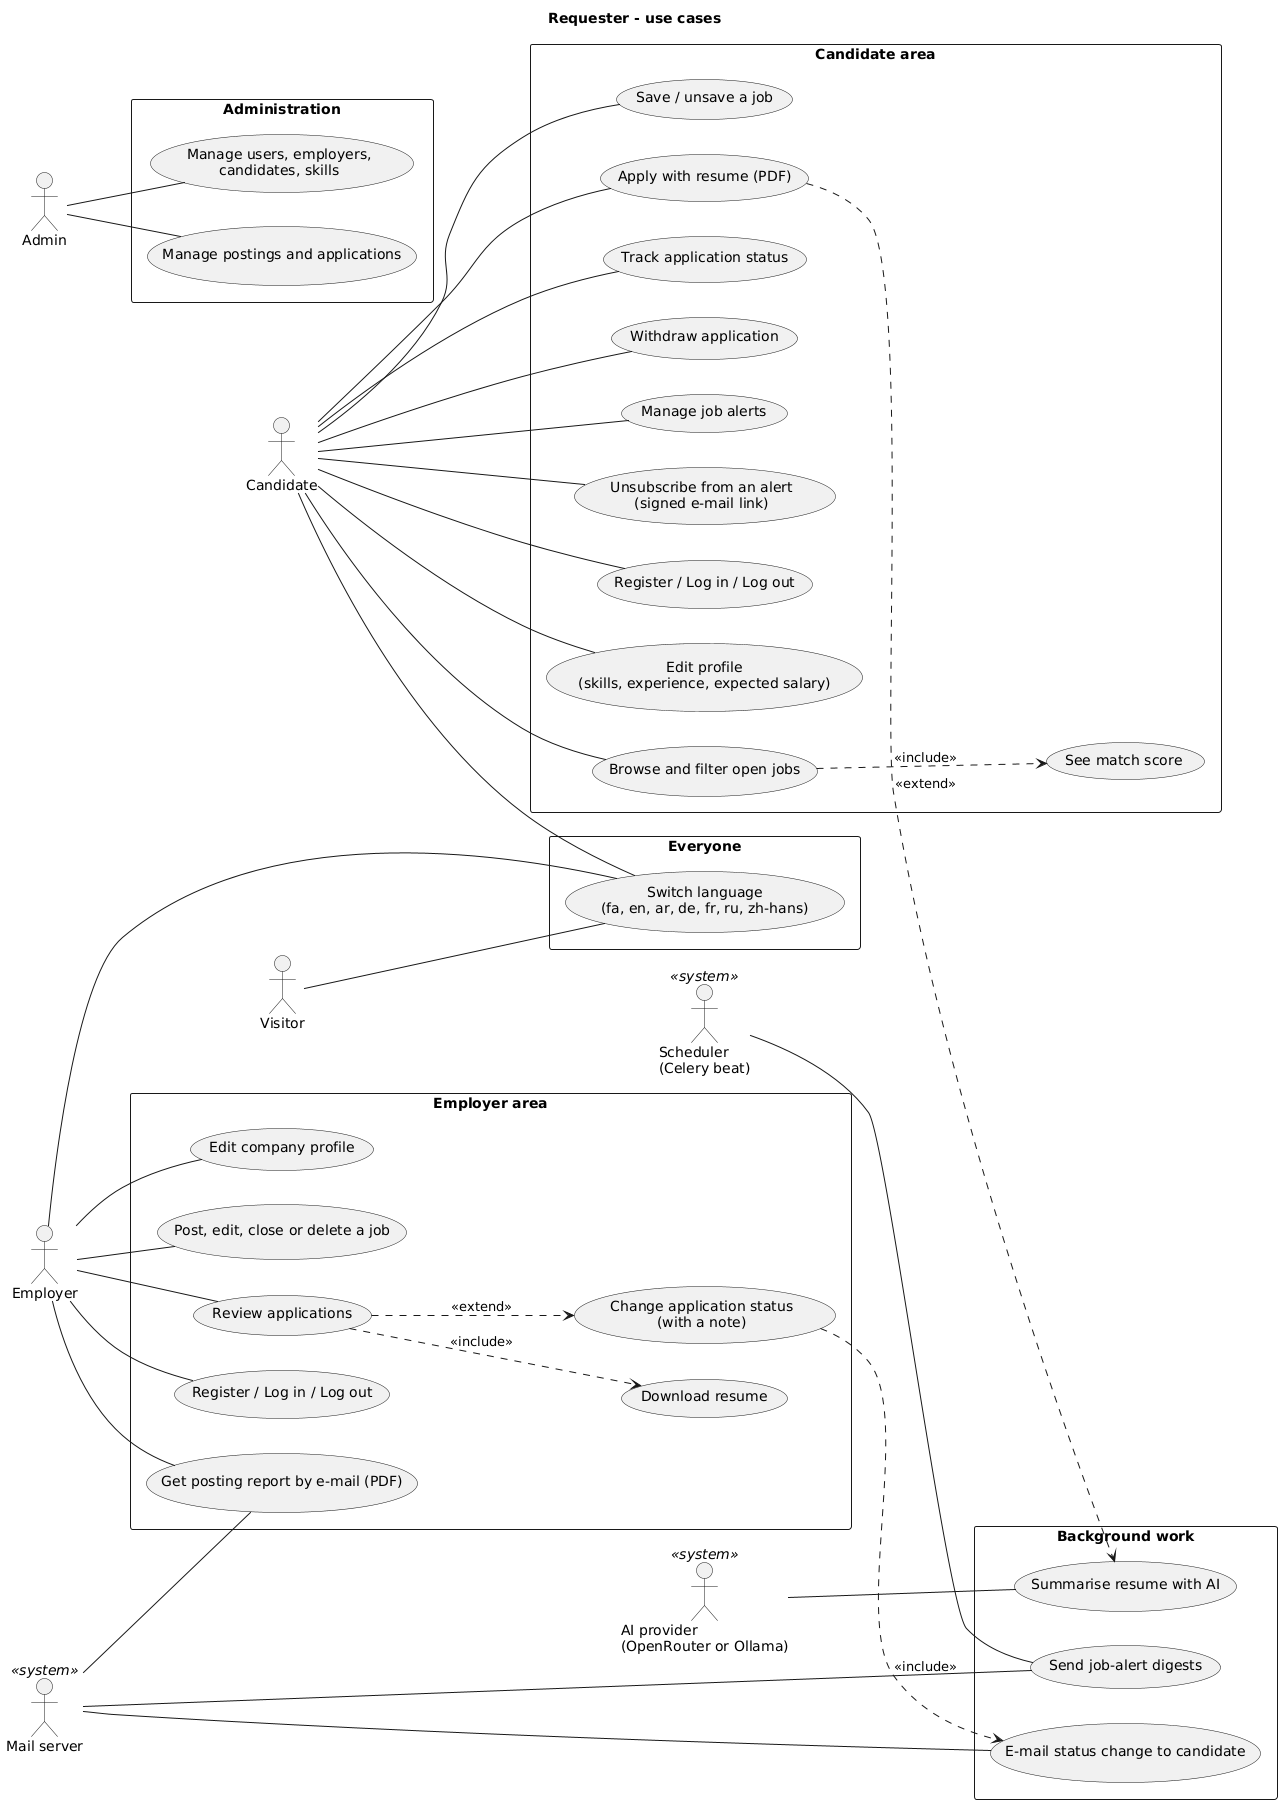 Requester - use cases
Candidate area
Save / unsave a job
Administration
Manage users, employers,
candidates, skills
Apply with resume (PDF)
Admin
Manage postings and applications
Track application status
Withdraw application
Manage job alerts
Candidate
Unsubscribe from an alert
(signed e-mail link)
Register / Log in / Log out
Edit profile
(skills, experience, expected salary)
Browse and filter open jobs
«include»
See match score
«extend»
Everyone
Switch language
(fa, en, ar, de, fr, ru, zh-hans)
«system»
Visitor
Scheduler
(Celery beat)
Employer area
Edit company profile
Post, edit, close or delete a job
Employer
Review applications
«extend»
Change application status
(with a note)
«include»
Download resume
Register / Log in / Log out
Get posting report by e-mail (PDF)
Background work
«system»
Summarise resume with AI
AI provider
(OpenRouter or Ollama)
«system»
«include»
Send job-alert digests
Mail server
E-mail status change to candidate